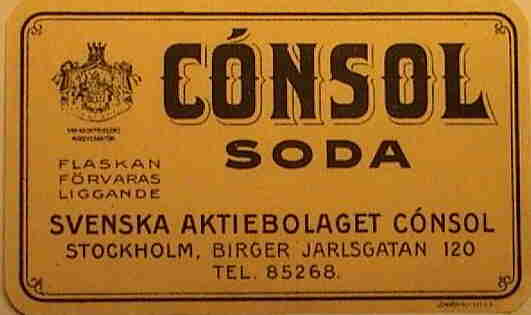 CÓNSOL
SODA
FLASKAN
FÖRVARAS
LIGGANDE
SVENSKA AKTIEBOLAGET CÓNSOL
STOCKHOLM, BIRGER JARLSGATAN 120
TEL. 85268.